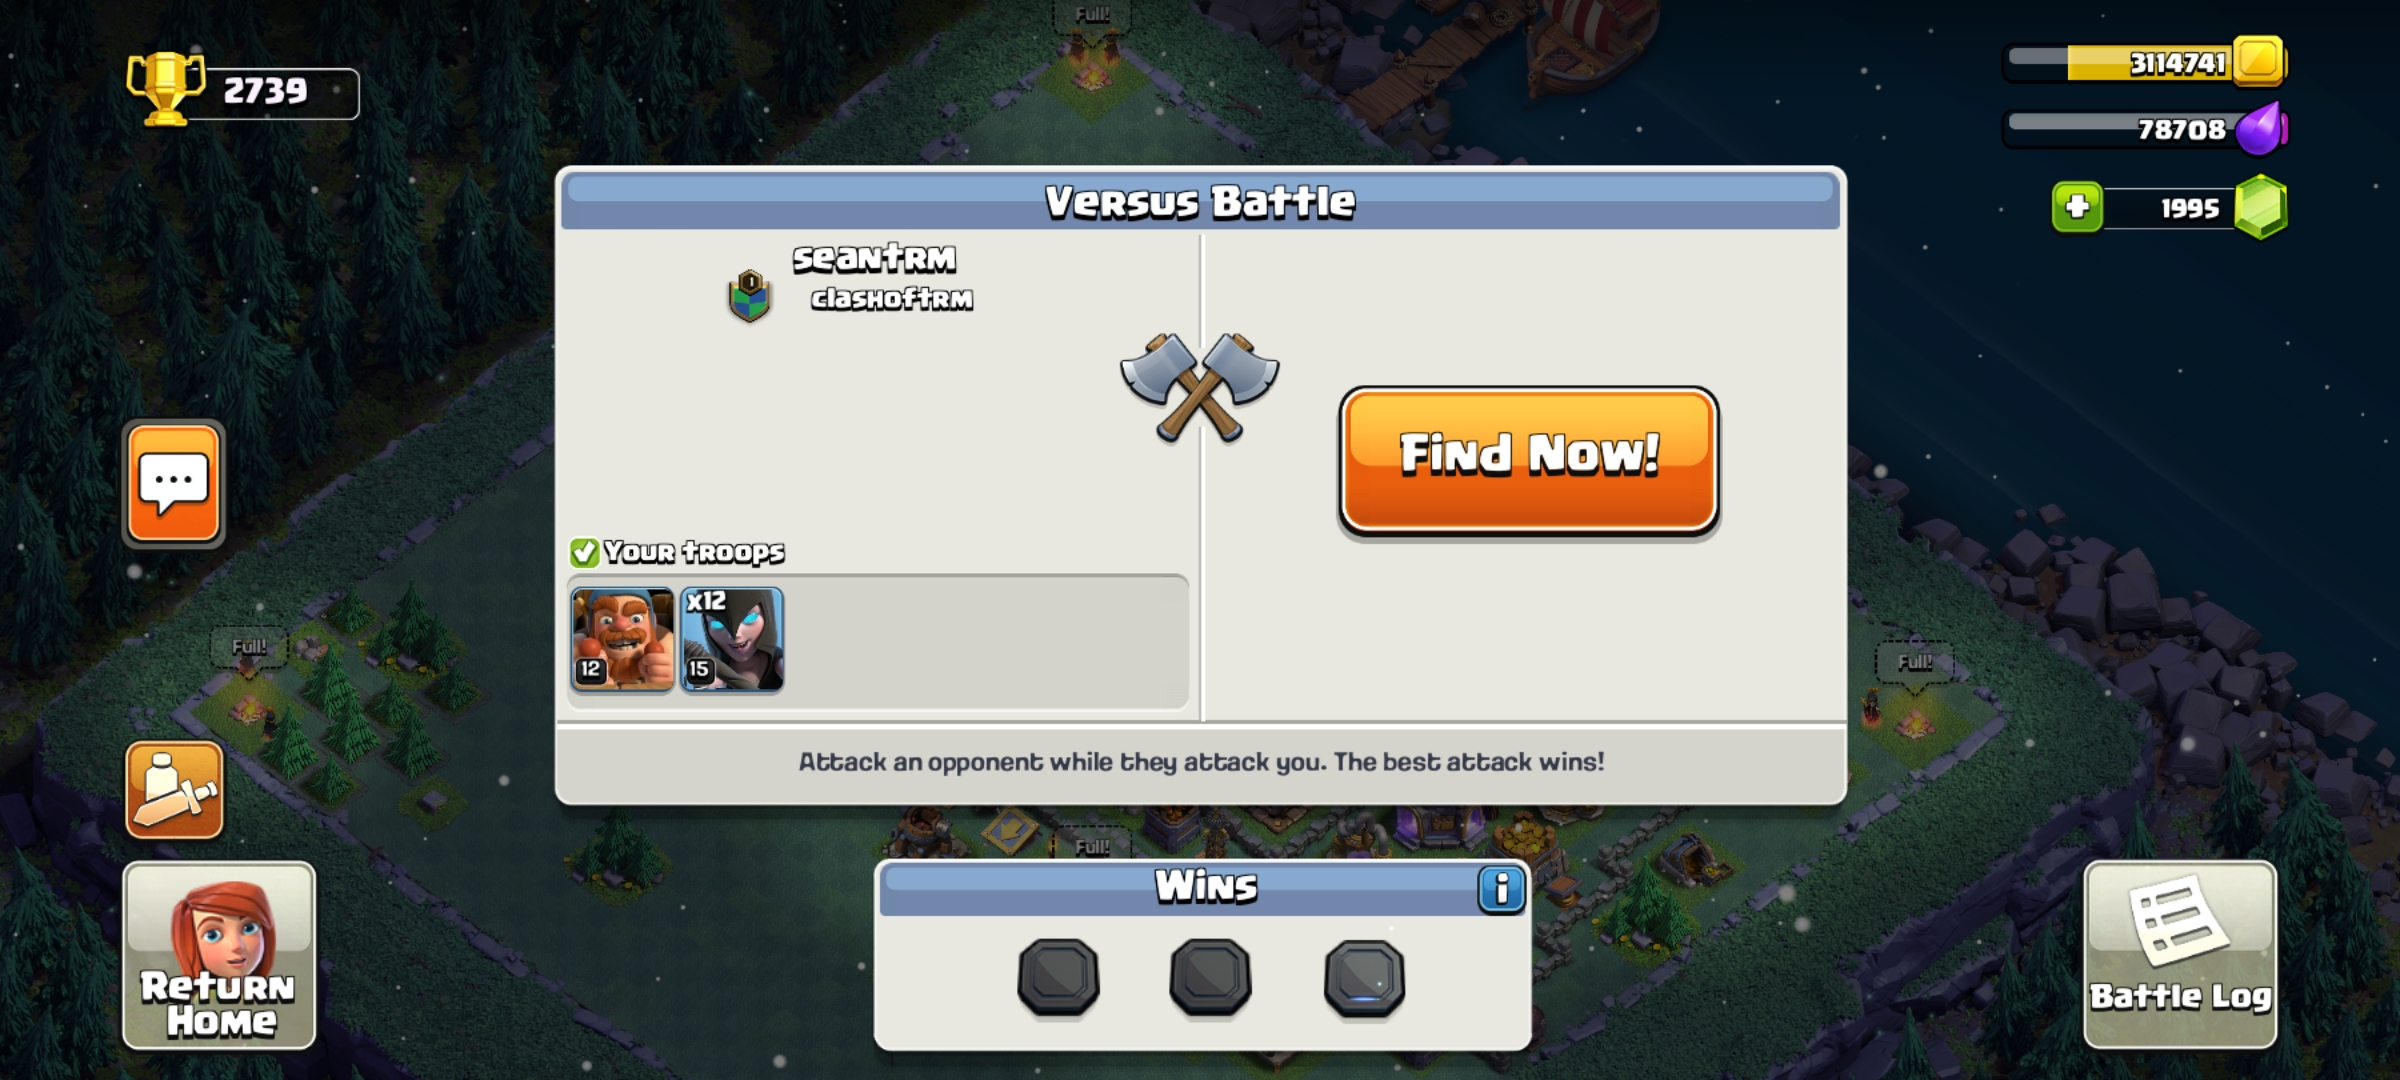 Full!
2739
3114741
78708
1995
Versus Battle
1
seantrm
clashoftrm
Find Now!
Your troops
12
x12
15
Full!
Full!
Attack an opponent while they attack you. The best attack wins!
Full!
Wins
i
Return
Home
Battle Log